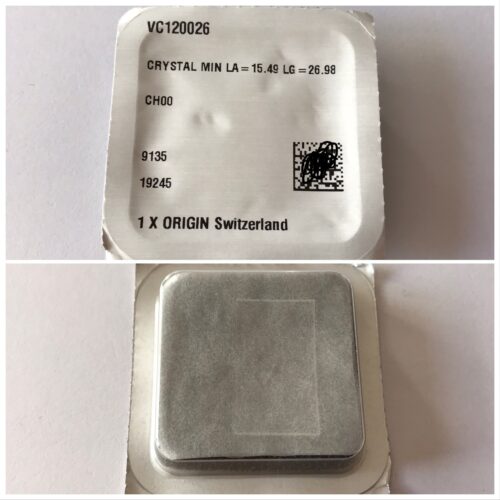 VC120026
CRYSTAL MIN LA=15.49 LG=26.98
CH00
9135
19245
1 X ORIGIN Switzerland